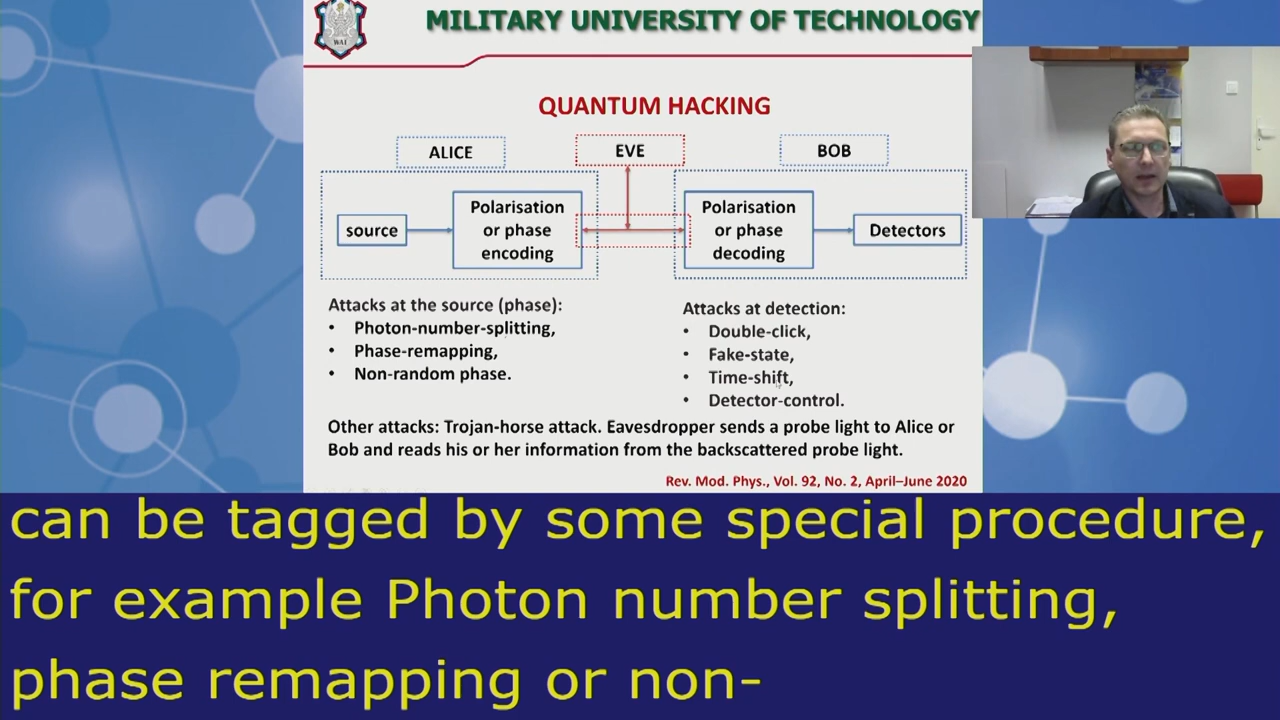 MILITARY UNIVERSITY OF TECHNOLOGY
WAT
QUANTUM HACKING
ALICE
EVE
BOB
source
Polarisation
or phase
encoding
Polarisation
or phase
decoding
Detectors
Attacks at the source (phase):
• Photon-number-splitting,
• Phase-remapping,
• Non-random phase.
Attacks at detection:
• Double-click,
• Fake-state,
• Time-shift,
• Detector-control.
Other attacks: Trojan-horse attack. Eavesdropper sends a probe light to Alice or
Bob and reads his or her information from the backscattered probe light.
Rev. Mod. Phys., Vol. 92, No. 2, April–June 2020
can be tagged by some special procedure,
for example Photon number splitting,
phase remapping or non-